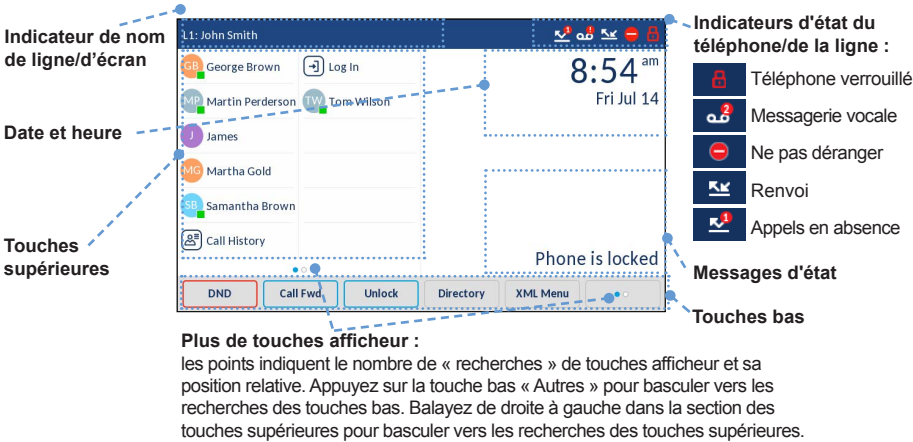 Indicateur de nom
de ligne/d'écran
Date et heure
Touches
supérieures
L1: John Smith
GB George Brown
Log In
MP Martin Perderson
TW Tom Wilson
J James
MG Martha Gold
SB Samantha Brown
Call History
8:54 am
Fri Jul 14
Phone is locked
DND
Call Fwd
Unlock
Directory
XML Menu
Indicateurs d'état du
téléphone/de la ligne :
Téléphone verrouillé
2
Messagerie vocale
Ne pas déranger
Renvoi
1
Appels en absence
Messages d'état
Touches bas
Plus de touches afficheur :
les points indiquent le nombre de « recherches » de touches afficheur et sa
position relative. Appuyez sur la touche bas « Autres » pour basculer vers les
recherches des touches bas. Balayez de droite à gauche dans la section des
touches supérieures pour basculer vers les recherches des touches supérieures.